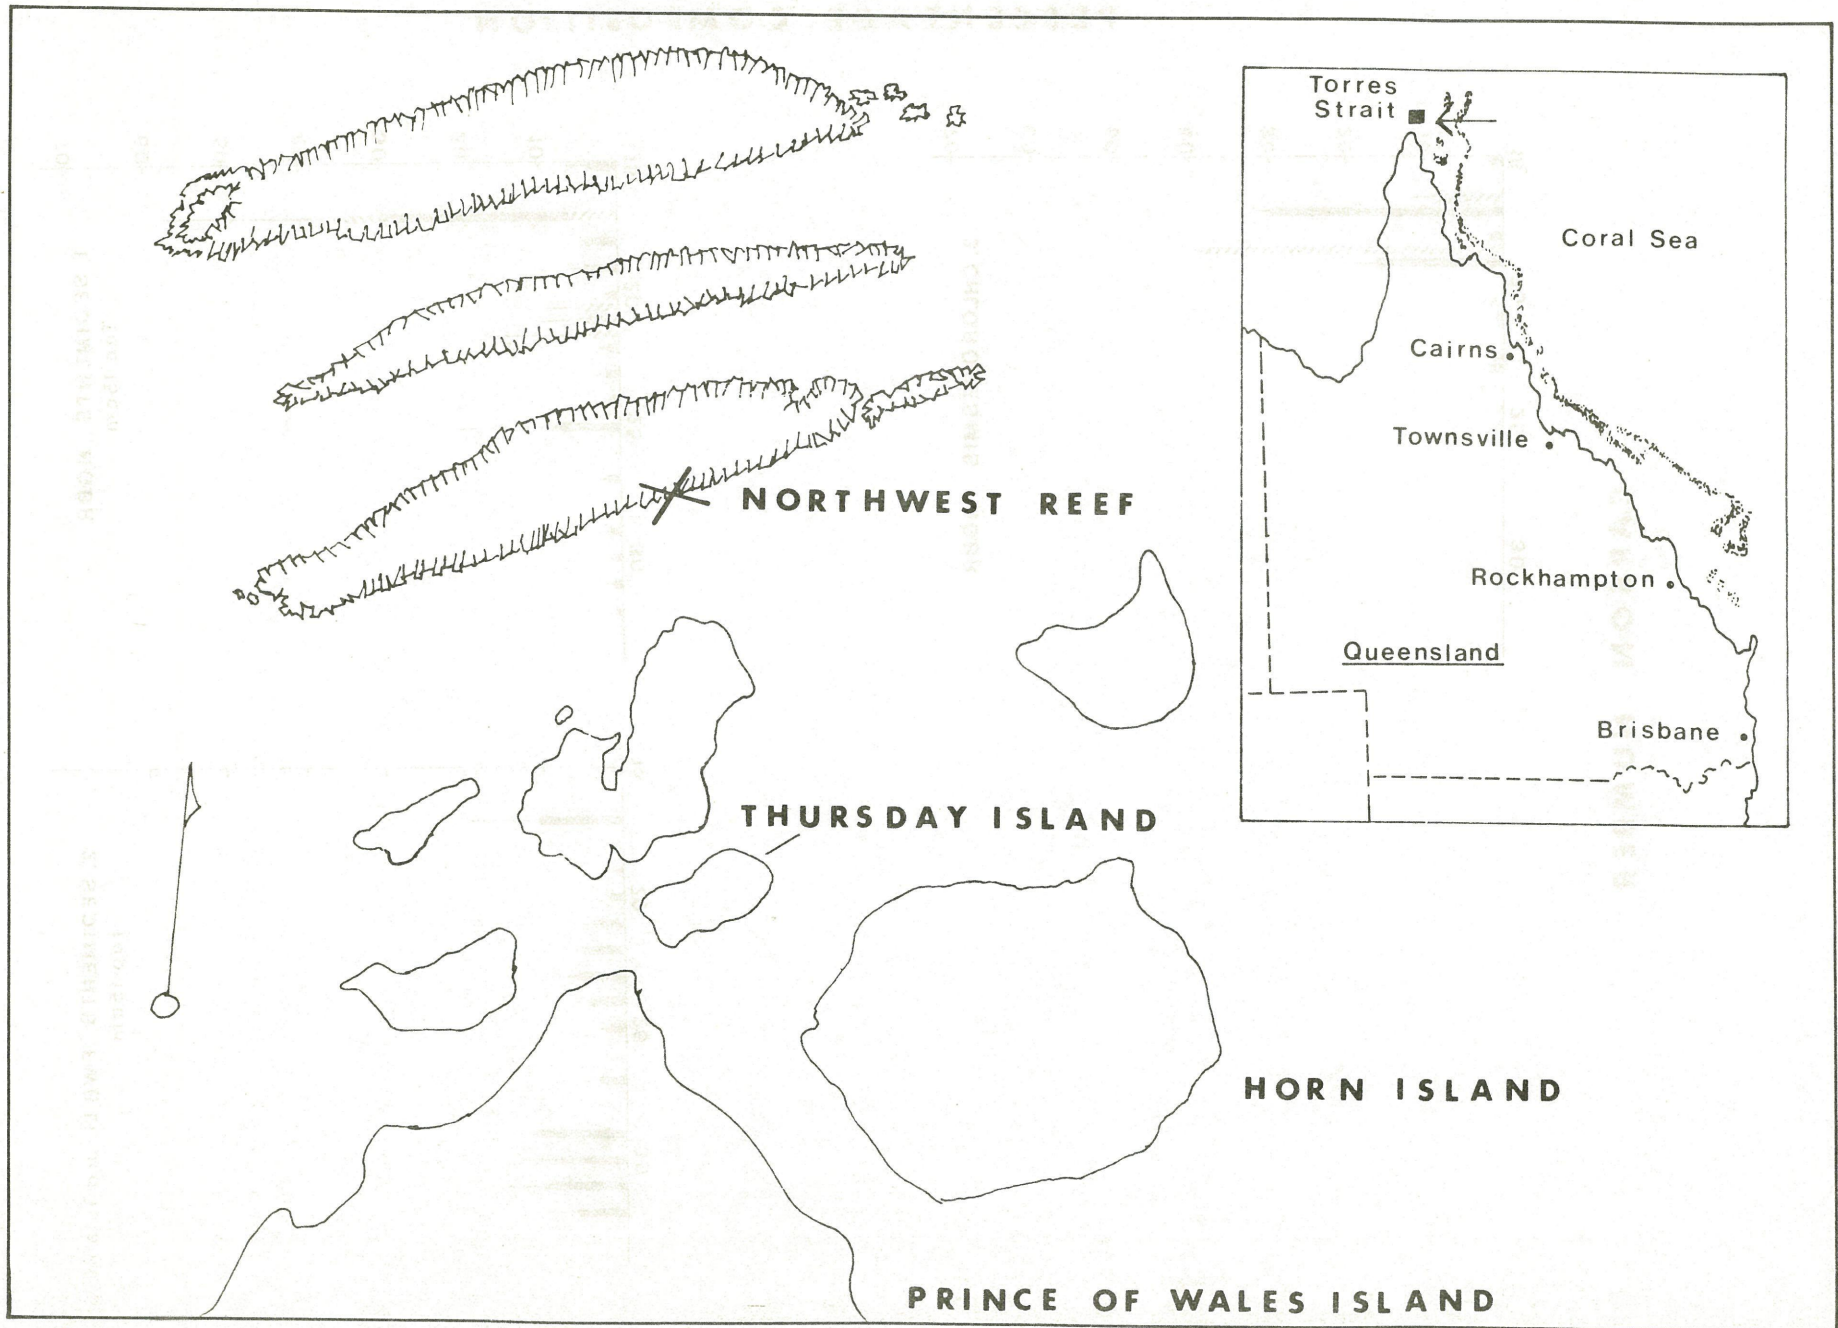 Torres
Strait
Coral Sea
Cairns
Townsville
NORTHWEST REEF
Rockhampton
Queensland
Brisbane
THURSDAY ISLAND
HORN ISLAND
PRINCE OF WALES ISLAND